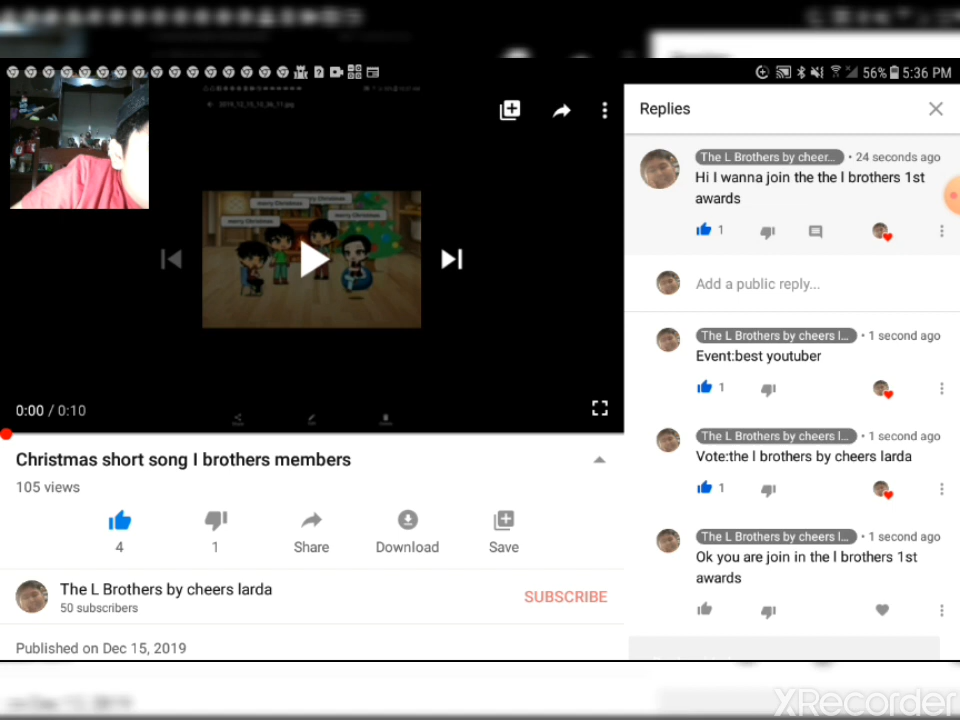 56% 5:36 PM
2019_12_15_10_36_11.jpg
merry Christmas
merry Christmas
merry Christmas
0:00 / 0:10
Christmas short song l brothers members
105 views
4
1
Share
Download
Save
The L Brothers by cheers larda
50 subscribers
SUBSCRIBE
Published on Dec 15, 2019
Replies
The L Brothers by cheer... • 24 seconds ago
Hi I wanna join the the l brothers 1st
awards
1
Add a public reply...
The L Brothers by cheers l... • 1 second ago
Event:best youtuber
1
The L Brothers by cheers l... • 1 second ago
Vote:the l brothers by cheers larda
1
The L Brothers by cheers l... • 1 second ago
Ok you are join in the l brothers 1st
awards
XRecorder